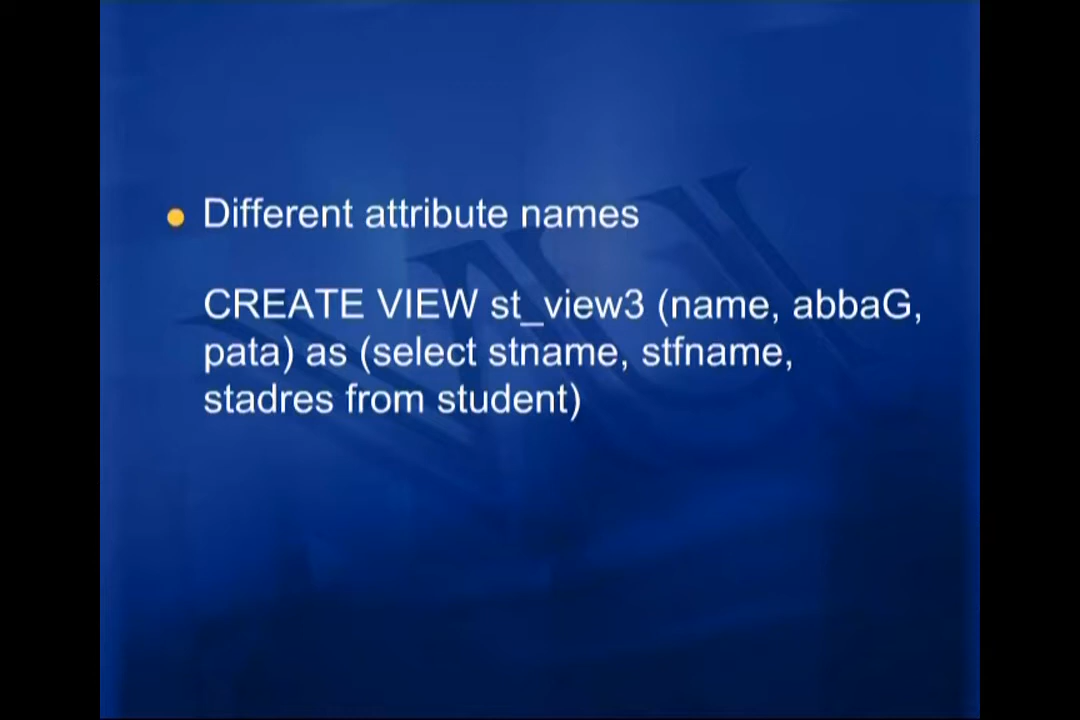 Different attribute names
CREATE VIEW st_view3 (name, abbaG,
pata) as (select stname, stfname,
stadres from student)